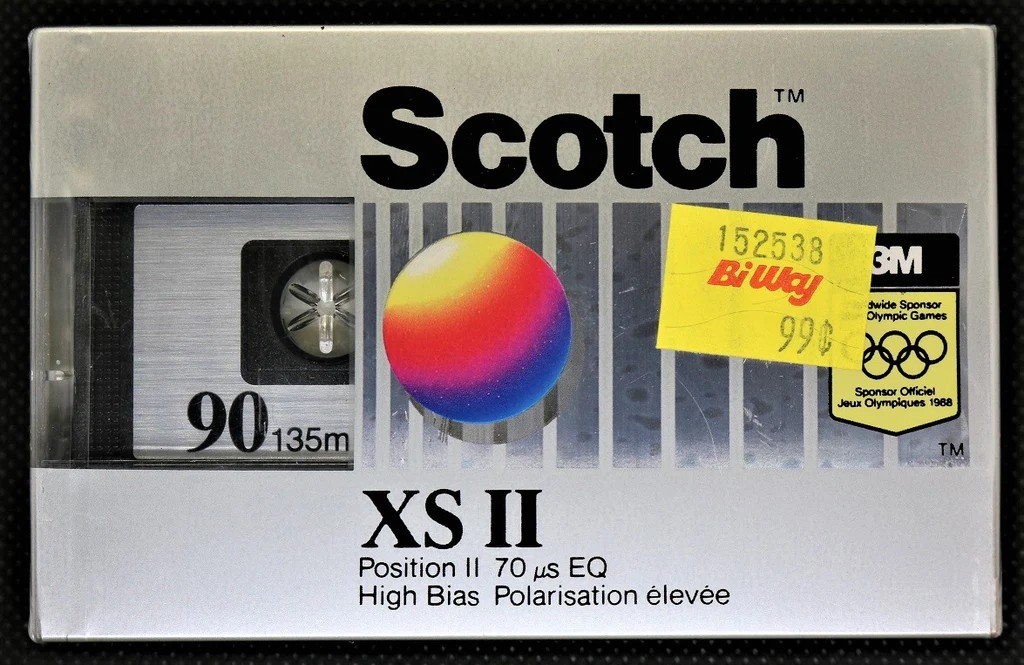 Scotch™
152538
BiWay
99¢
3M
Sponsor
Olympic Games
Sponsor Officiel
Jeux Olympiques 1988
TM
90 135m
XS II
Position II 70 µs EQ
High Bias Polarisation élevée